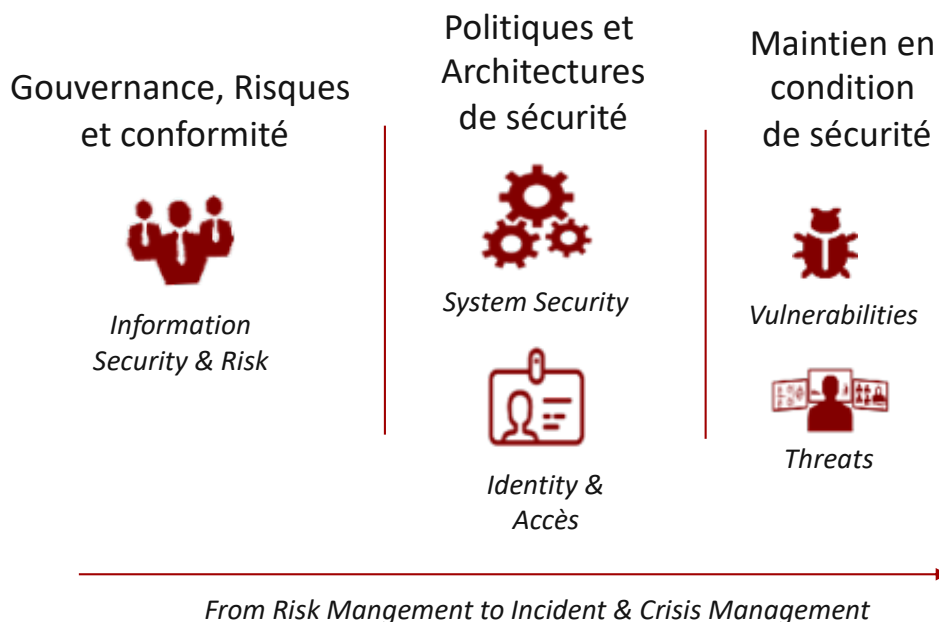 Gouvernance, Risques
et conformité
Information
Security & Risk
Politiques et
Architectures
de sécurité
System Security
Identity &
Accès
Maintien en
condition
de sécurité
Vulnerabilities
Threats
From Risk Mangement to Incident & Crisis Management